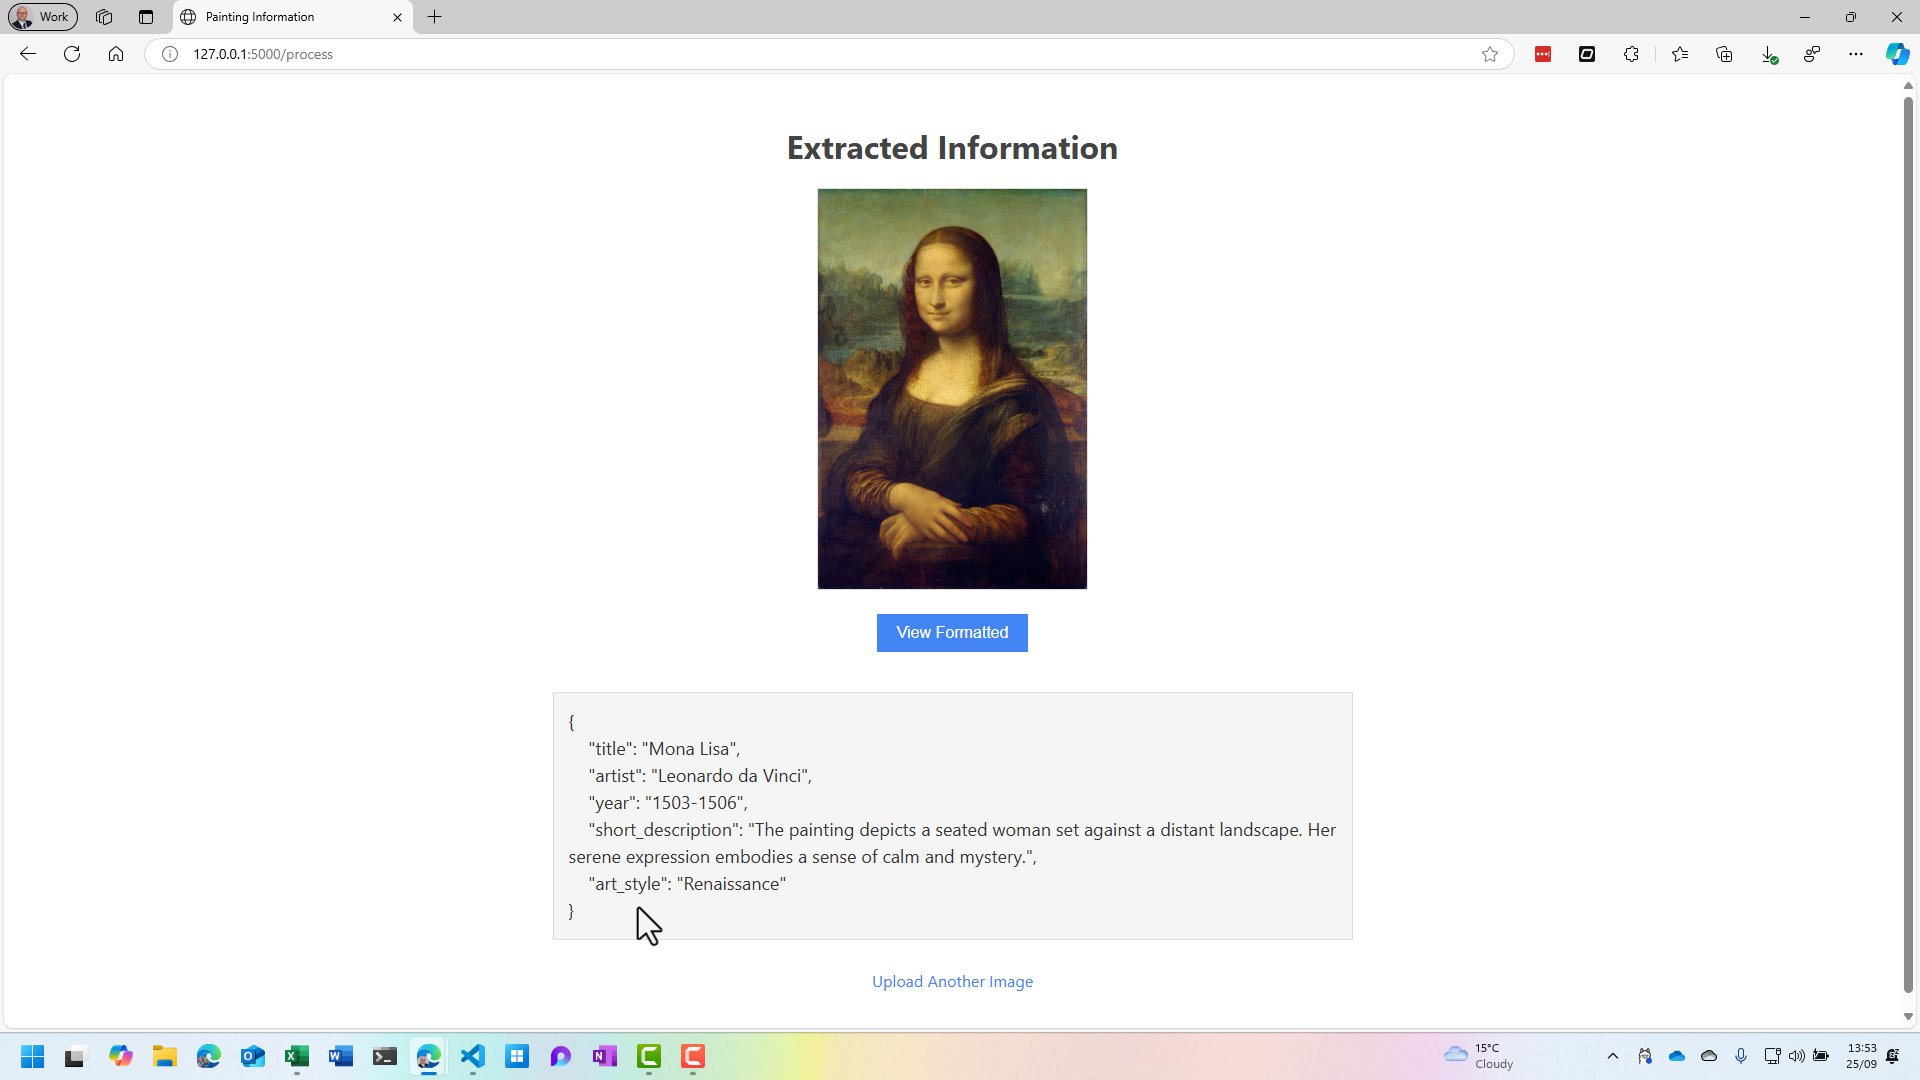 Work
Painting Information
127.0.0.1:5000/process
Extracted Information
View Formatted
{
"title": "Mona Lisa",
"artist": "Leonardo da Vinci",
"year": "1503-1506",
"short_description": "The painting depicts a seated woman set against a distant landscape. Her
serene expression embodies a sense of calm and mystery.",
"art_style": "Renaissance"
}
Upload Another Image
15°C
Cloudy
13:53
25/09